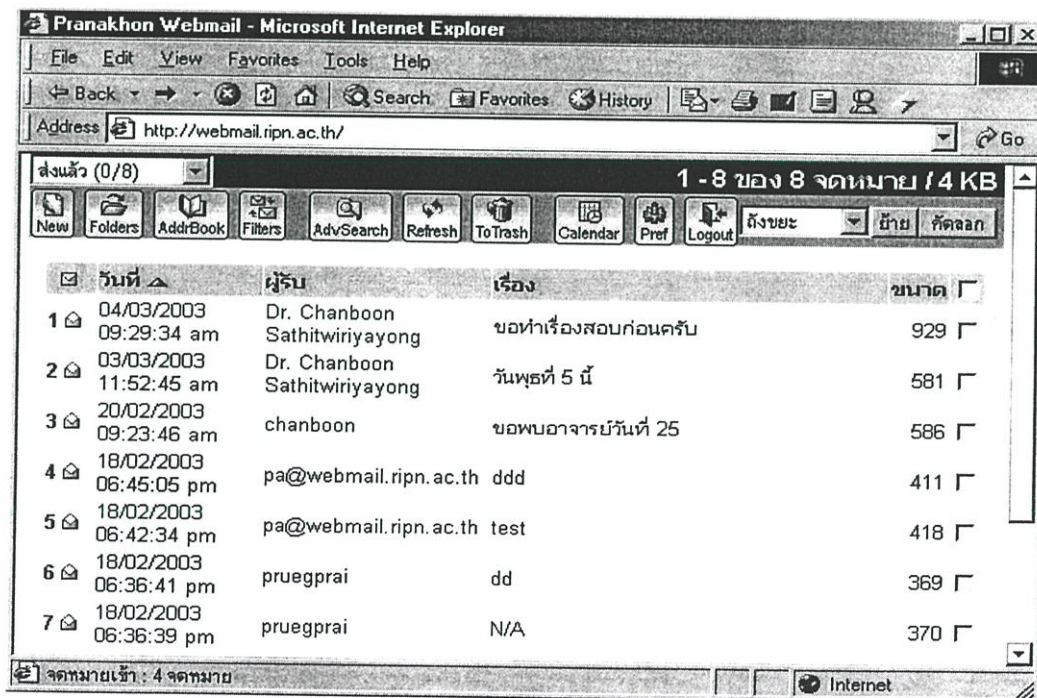 Pranakhon Webmail - Microsoft Internet Explorer
File Edit View Favorites Tools Help
Back Search Favorites History
Address http://webmail.ripn.ac.th/ Go
ส่งแล้ว (0/8) 1 - 8 ของ 8 จดหมาย / 4 KB
New Folders AddrBook Filters AdvSearch Refresh ToTrash Calendar Pref Logout ถังขยะ ย้าย คัดลอก
วันที่ ผู้รับ เรื่อง ขนาด
1 04/03/2003 09:29:34 am Dr. Chanboon Sathitwiriyayong ขอทำเรื่องสอบก่อนครับ 929
2 03/03/2003 11:52:45 am Dr. Chanboon Sathitwiriyayong วันพุธที่ 5 นี้ 581
3 20/02/2003 09:23:46 am chanboon ขอพบอาจารย์วันที่ 25 586
4 18/02/2003 06:45:05 pm pa@webmail.ripn.ac.th ddd 411
5 18/02/2003 06:42:34 pm pa@webmail.ripn.ac.th test 418
6 18/02/2003 06:36:41 pm pruegprai dd 369
7 18/02/2003 06:36:39 pm pruegprai N/A 370
จดหมายเข้า : 4 จดหมาย Internet